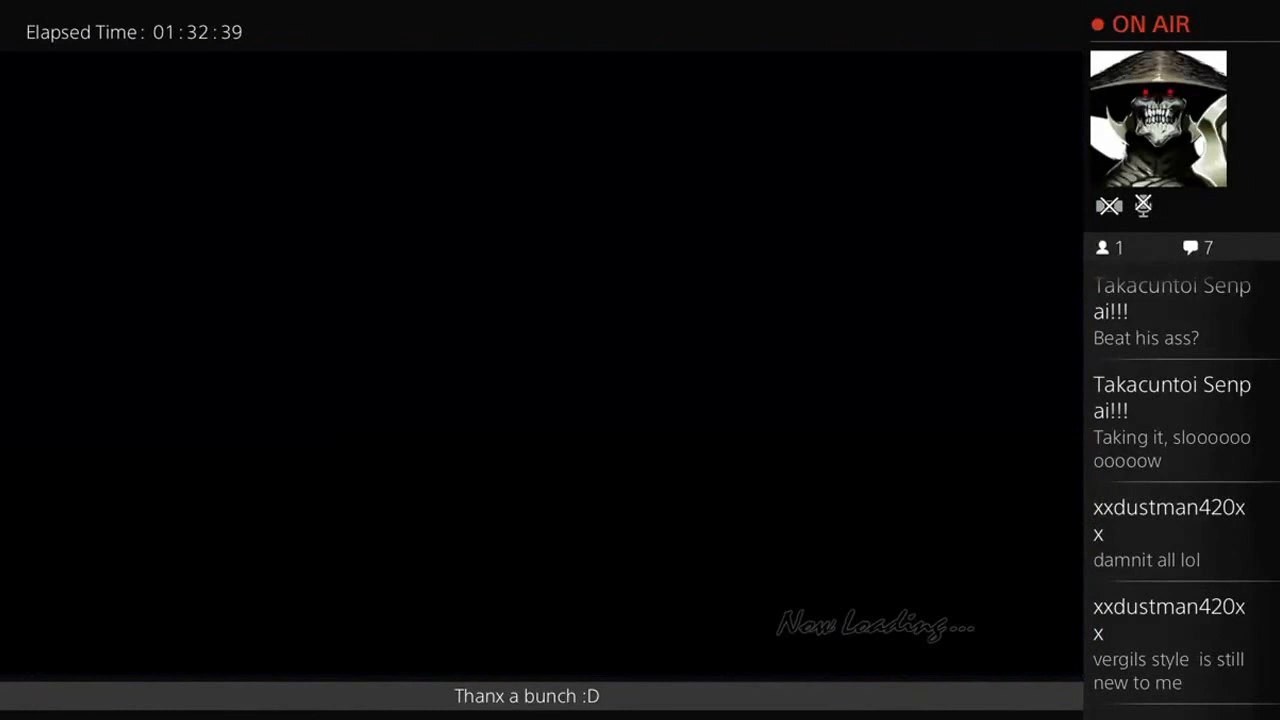 Elapsed Time: 01:32:39
ON AIR
1
7
Takacuntoi Senp
ai!!!
Beat his ass?
Takacuntoi Senp
ai!!!
Taking it, sloooooo
ooooow
xxdustman420x
x
damnit all lol
xxdustman420x
x
vergils style is still
new to me
Now Loading...
Thanx a bunch :D